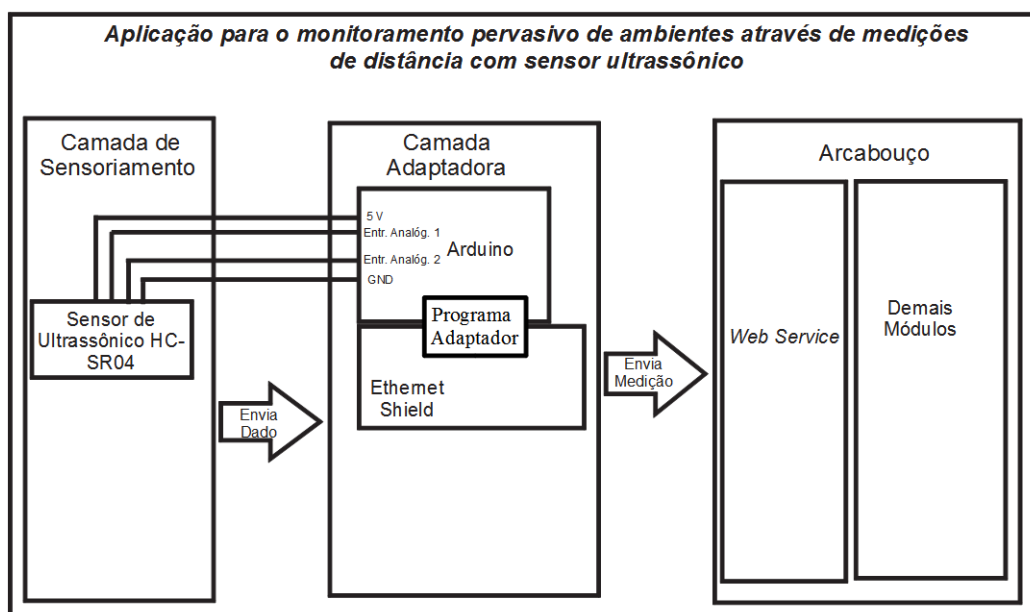 Aplicação para o monitoramento pervasivo de ambientes através de medições
de distância com sensor ultrassônico
Camada de
Sensoriamento
Sensor de
Ultrassônico HC-
SR04
Envia
Dado
Camada
Adaptadora
5 V
Entr. Analóg. 1
Entr. Analóg. 2
GND
Arduino
Programa
Adaptador
Ethernet
Shield
Envia
Medição
Arcabouço
Web Service
Demais
Módulos